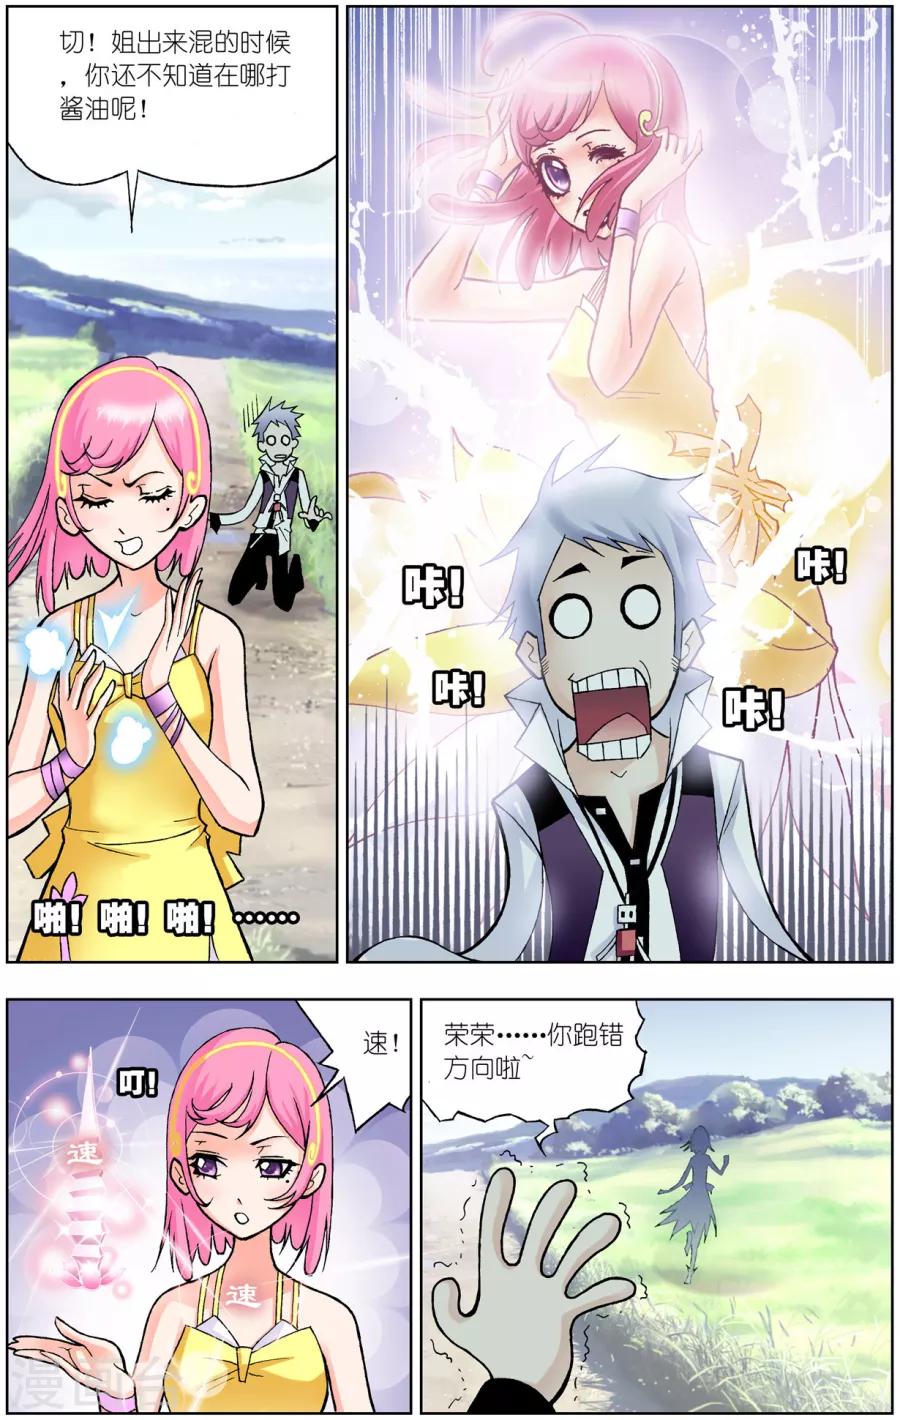 切！姐出来混的时候
，你还不知道在哪打
酱油呢！
啪！啪！啪！……
咔！
咔！
咔！
咔！
叮！
速
速！
速
荣荣……你跑错
方向啦~
漫画台